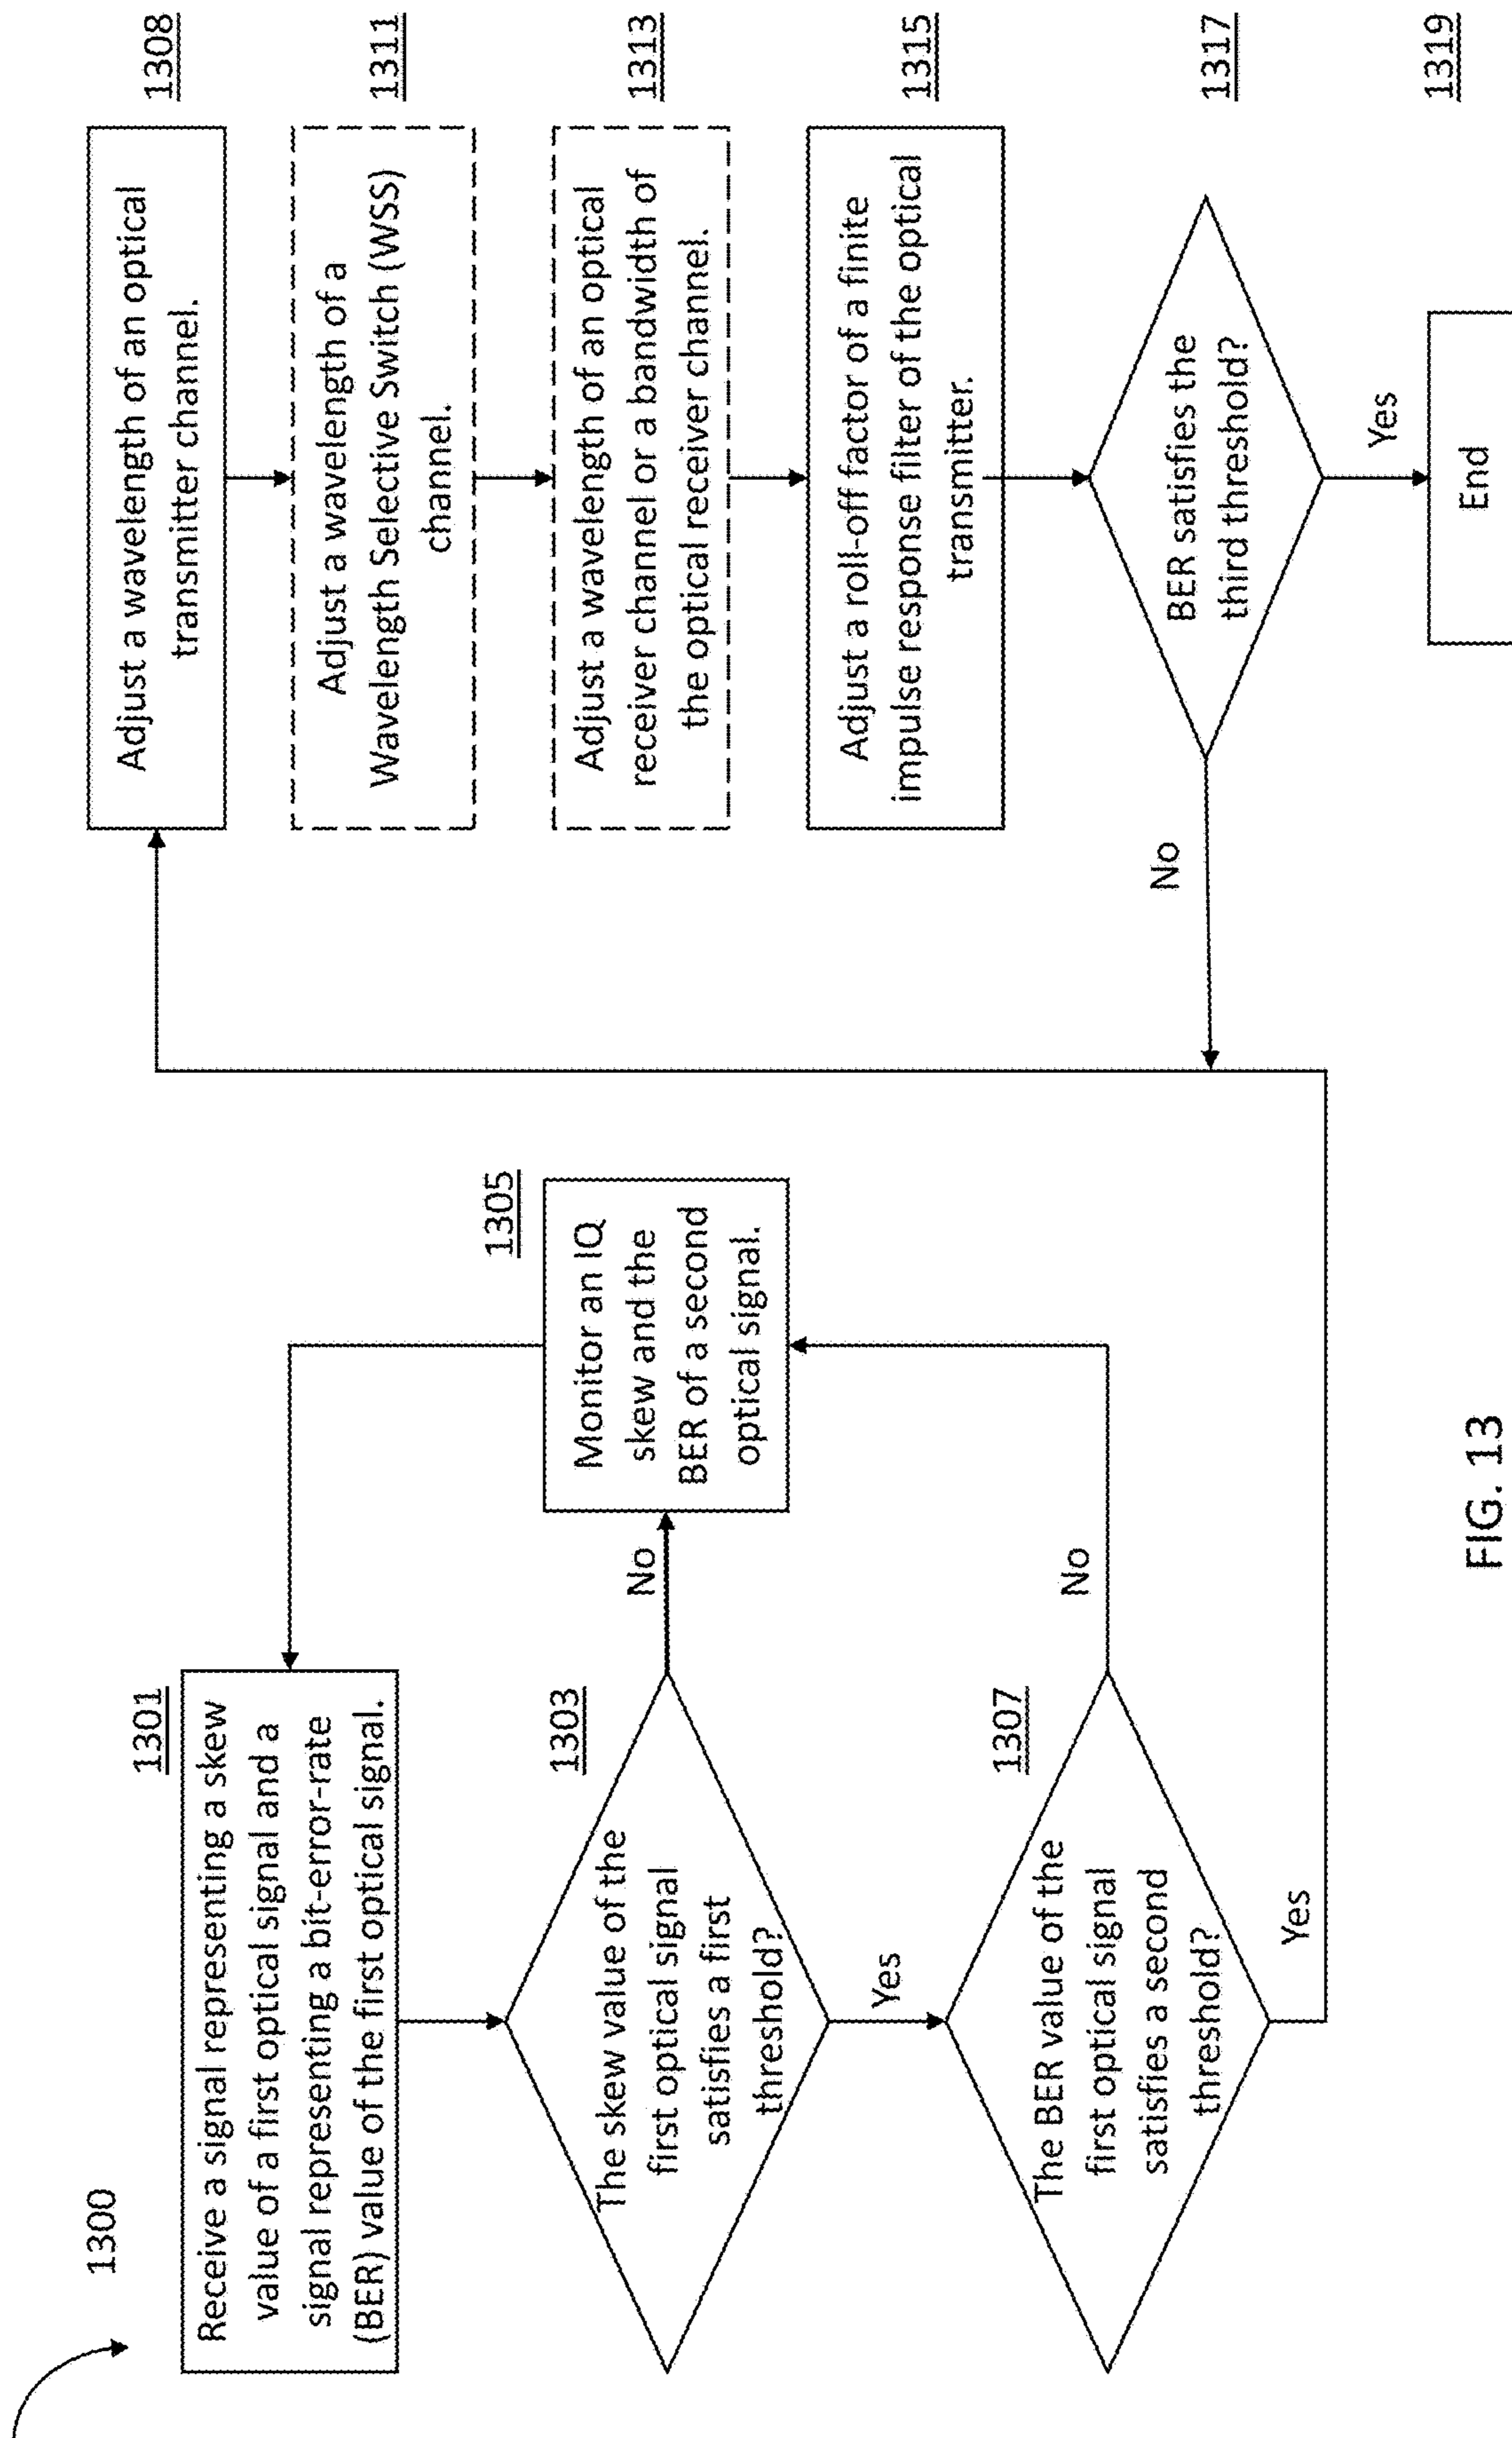 1300
1301
Receive a signal representing a skew
value of a first optical signal and a
signal representing a bit-error-rate
(BER) value of the first optical signal.
1303
The skew value of the
first optical signal
satisfies a first
threshold?
No
Yes
1305
Monitor an IQ
skew and the
BER of a second
optical signal.
1307
The BER value of the
first optical signal
satisfies a second
threshold?
No
Yes
1308
Adjust a wavelength of an optical
transmitter channel.
1311
Adjust a wavelength of a
Wavelength Selective Switch (WSS)
channel.
1313
Adjust a wavelength of an optical
receiver channel or a bandwidth of
the optical receiver channel.
1315
Adjust a roll-off factor of a finite
impulse response filter of the optical
transmitter.
1317
BER satisfies the
third threshold?
No
Yes
1319
End
FIG. 13